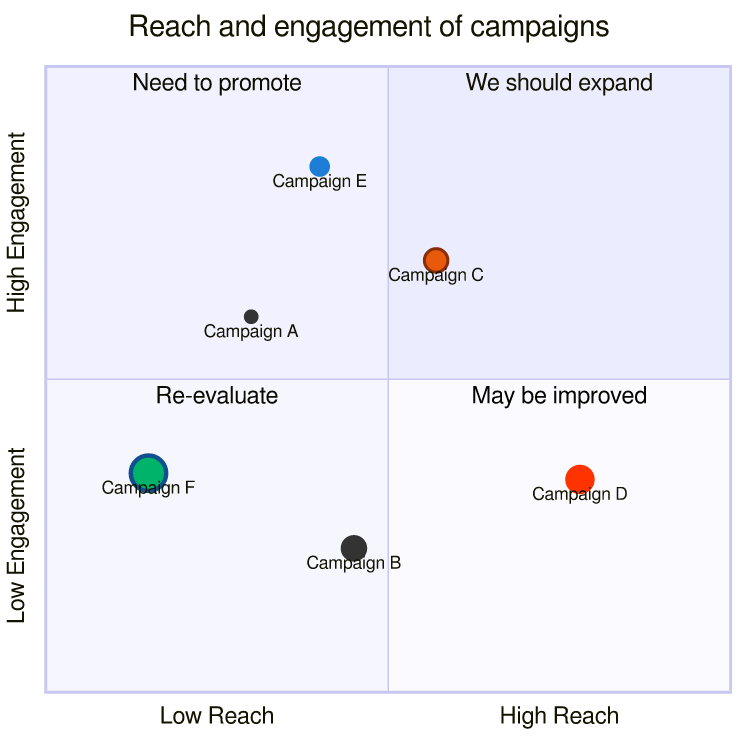 Reach and engagement of campaigns
Need to promote
We should expand
Campaign E
Campaign C
Campaign A
High Engagement
Re-evaluate
May be improved
Campaign F
Campaign D
Campaign B
Low Engagement
Low Reach
High Reach